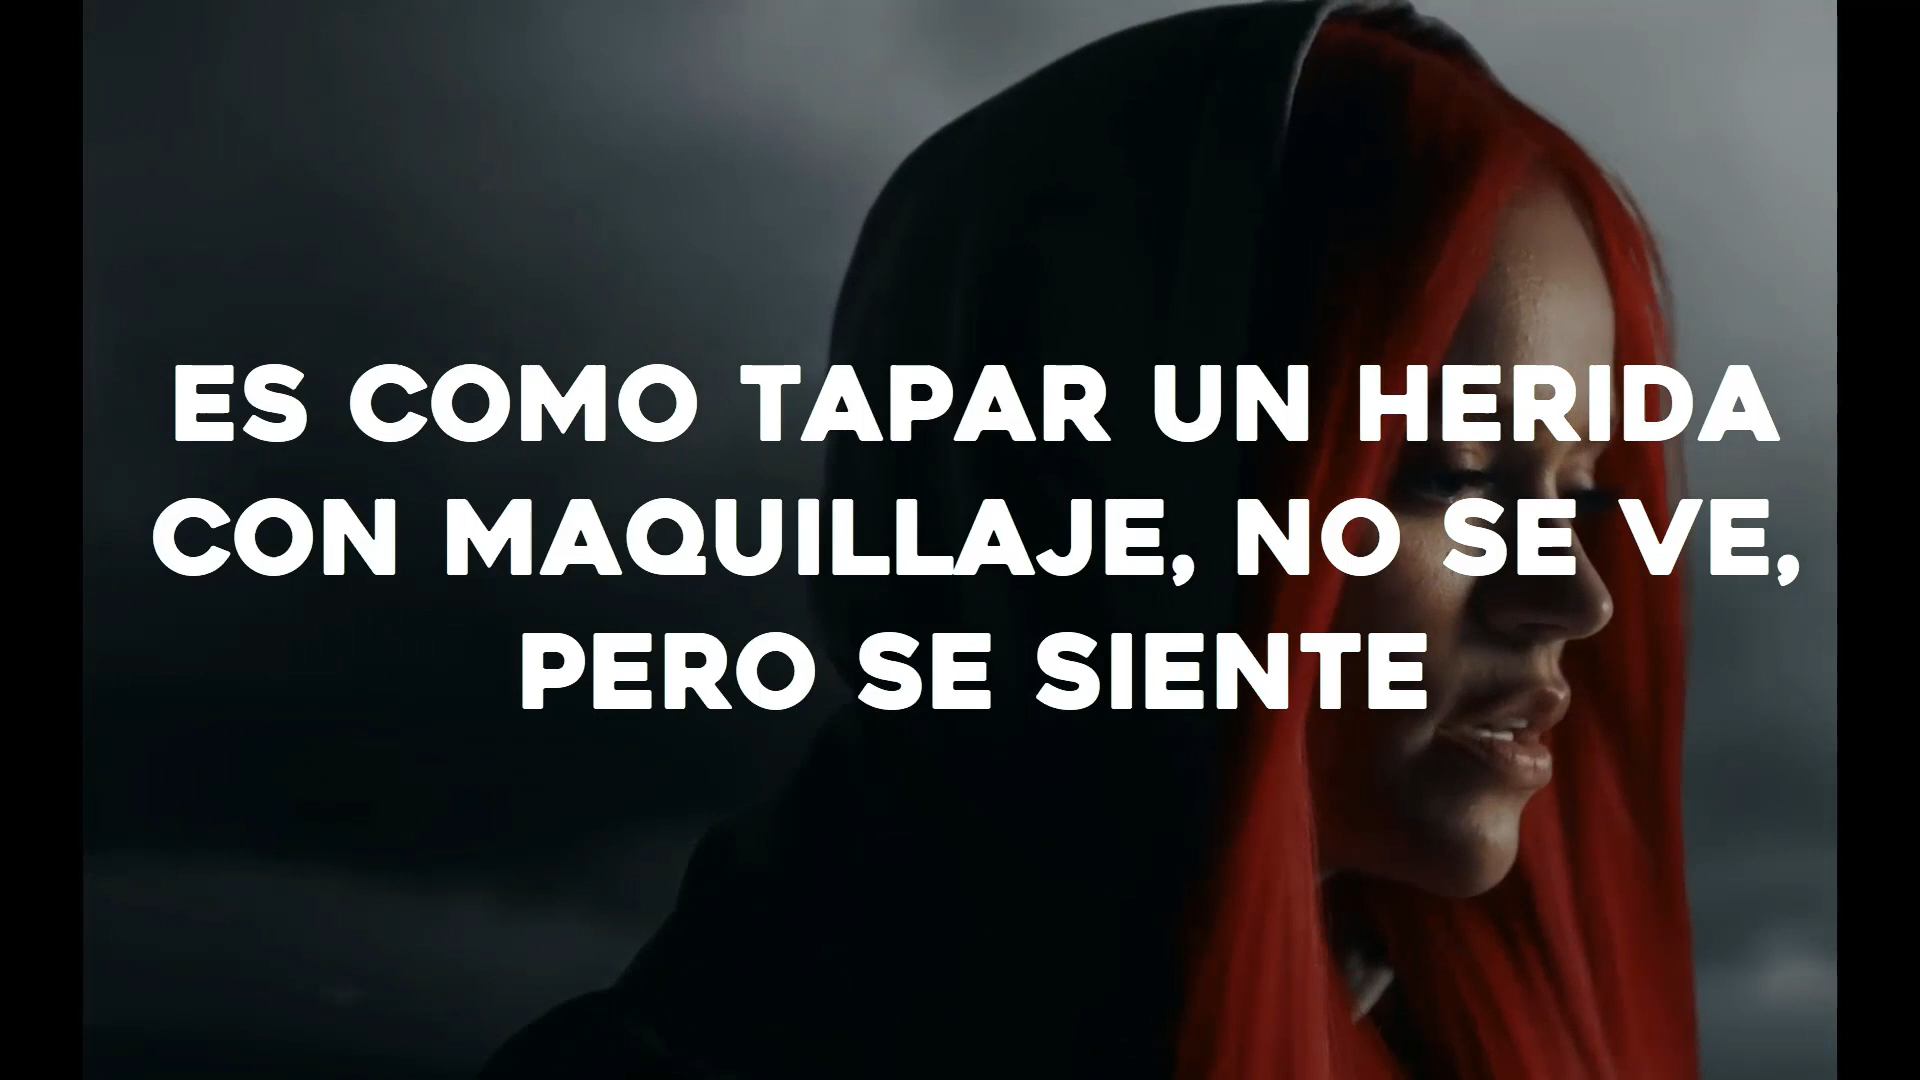 ES COMO TAPAR UN HERIDA
CON MAQUILLAJE, NO SE VE,
PERO SE SIENTE